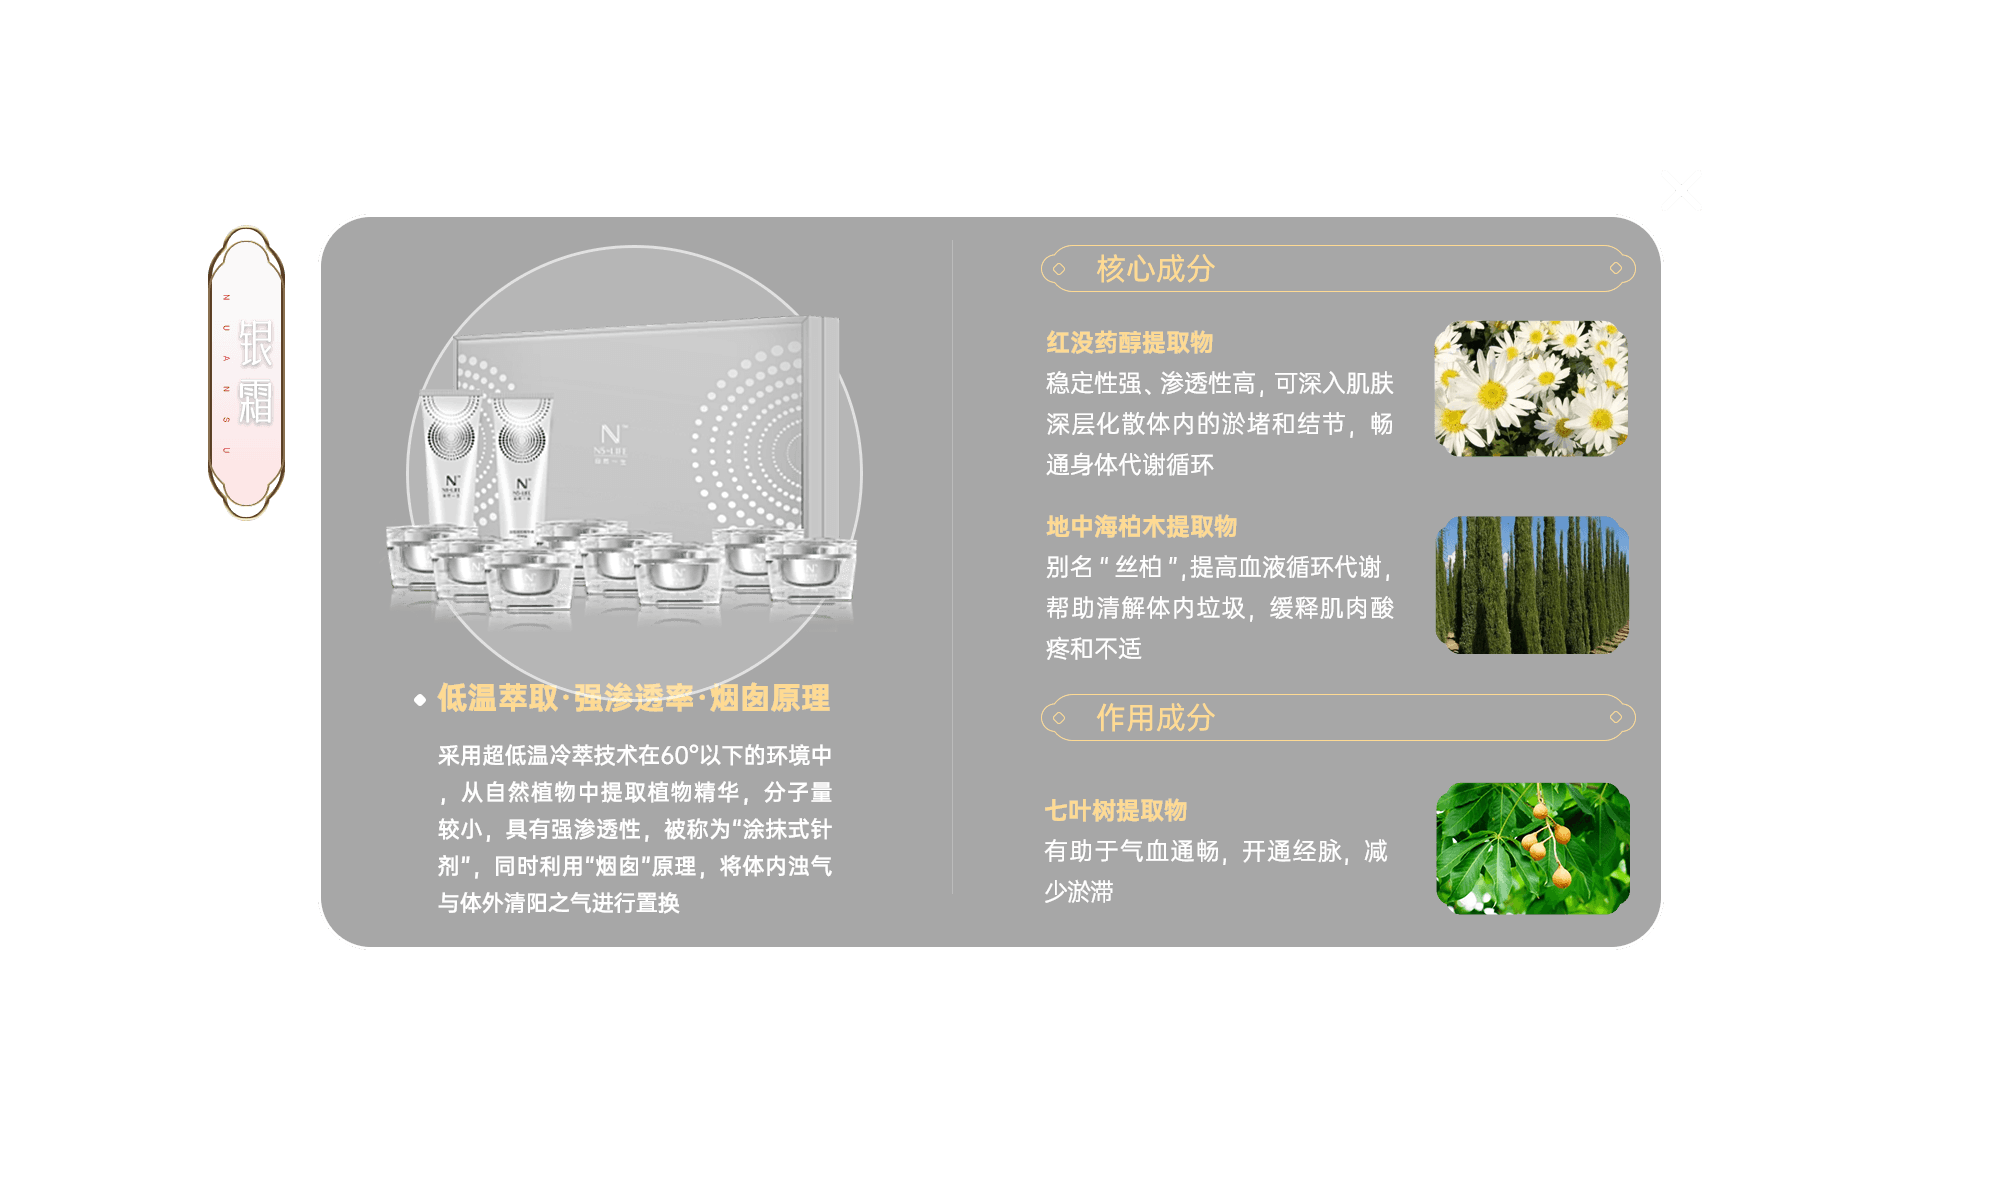 银霜
NUANSU
N
NS·LIFE
N
NS·LIFE
N
NS·LIFE
低温萃取·强渗透率·烟囱原理
采用超低温冷萃技术在60°以下的环境中
，从自然植物中提取植物精华，分子量
较小，具有强渗透性，被称为“涂抹式针
剂”，同时利用“烟囱”原理，将体内浊气
与体外清阳之气进行置换
核心成分
红没药醇提取物
稳定性强、渗透性高，可深入肌肤
深层化散体内的淤堵和结节，畅
通身体代谢循环
地中海柏木提取物
别名 " 丝柏 ",提高血液循环代谢，
帮助清解体内垃圾，缓释肌肉酸
疼和不适
作用成分
七叶树提取物
有助于气血通畅，开通经脉，减
少淤滞